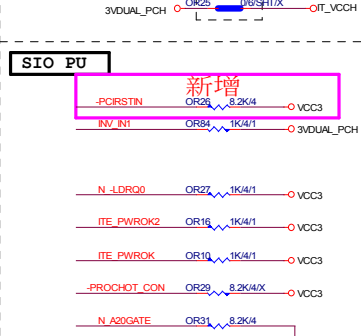 3VDUAL_PCH OR25 0/6/SHT/X IT_VCCH
SIO PU
新增
-PCIRSTIN OR26 8.2K/4 VCC3
INV_IN1 OR84 1K/4/1 3VDUAL_PCH
N_-LDRQ0 OR27 1K/4/1 VCC3
ITE_PWROK2 OR16 1K/4/1 VCC3
ITE_PWROK OR10 1K/4/1 VCC3
-PROCHOT_CON OR29 8.2K/4/X VCC3
N_A20GATE OR31 8.2K/4